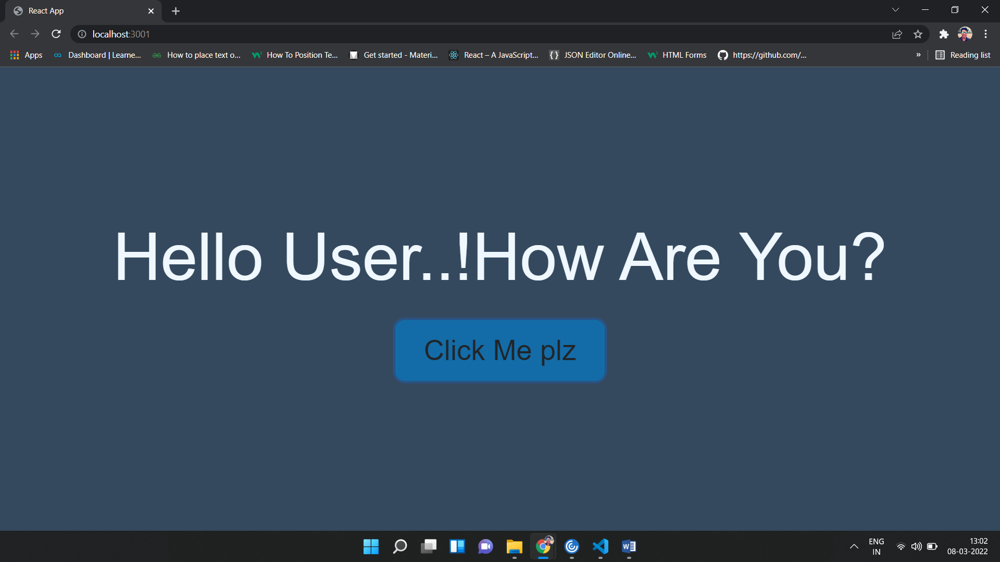 React App
localhost:3001
Apps
Dashboard | Learne...
How to place text o...
How To Position Te...
Get started - Materi...
React – A JavaScript...
JSON Editor Online...
HTML Forms
https://github.com/...
»
Reading list
Hello User..!How Are You?
Click Me plz
ENG
IN
13:02
08-03-2022